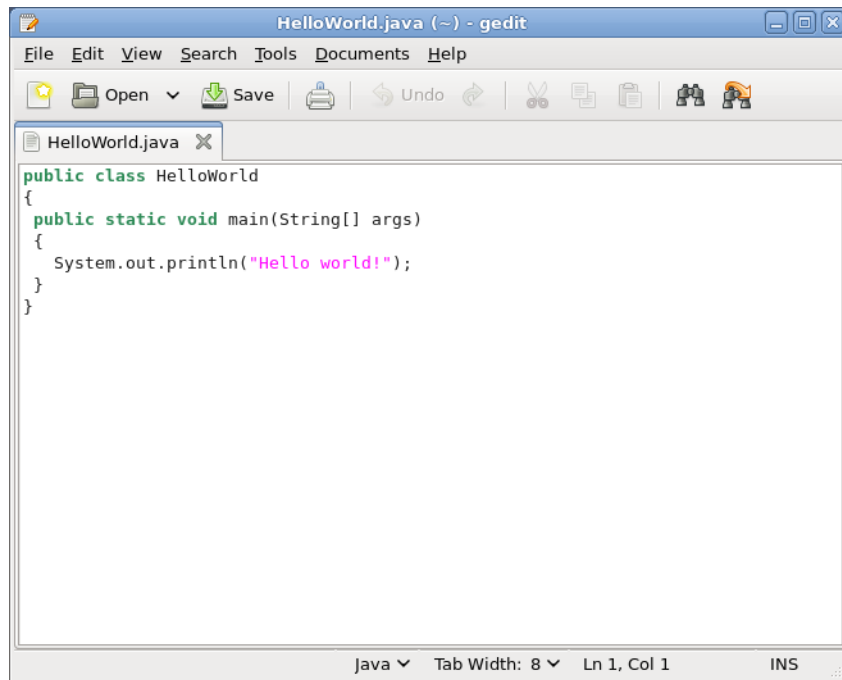 HelloWorld.java (~) - gedit
File Edit View Search Tools Documents Help
Open Save Undo
HelloWorld.java
public class HelloWorld
{
 public static void main(String[] args)
 {
   System.out.println("Hello world!");
 }
}
Java Tab Width: 8 Ln 1, Col 1 INS